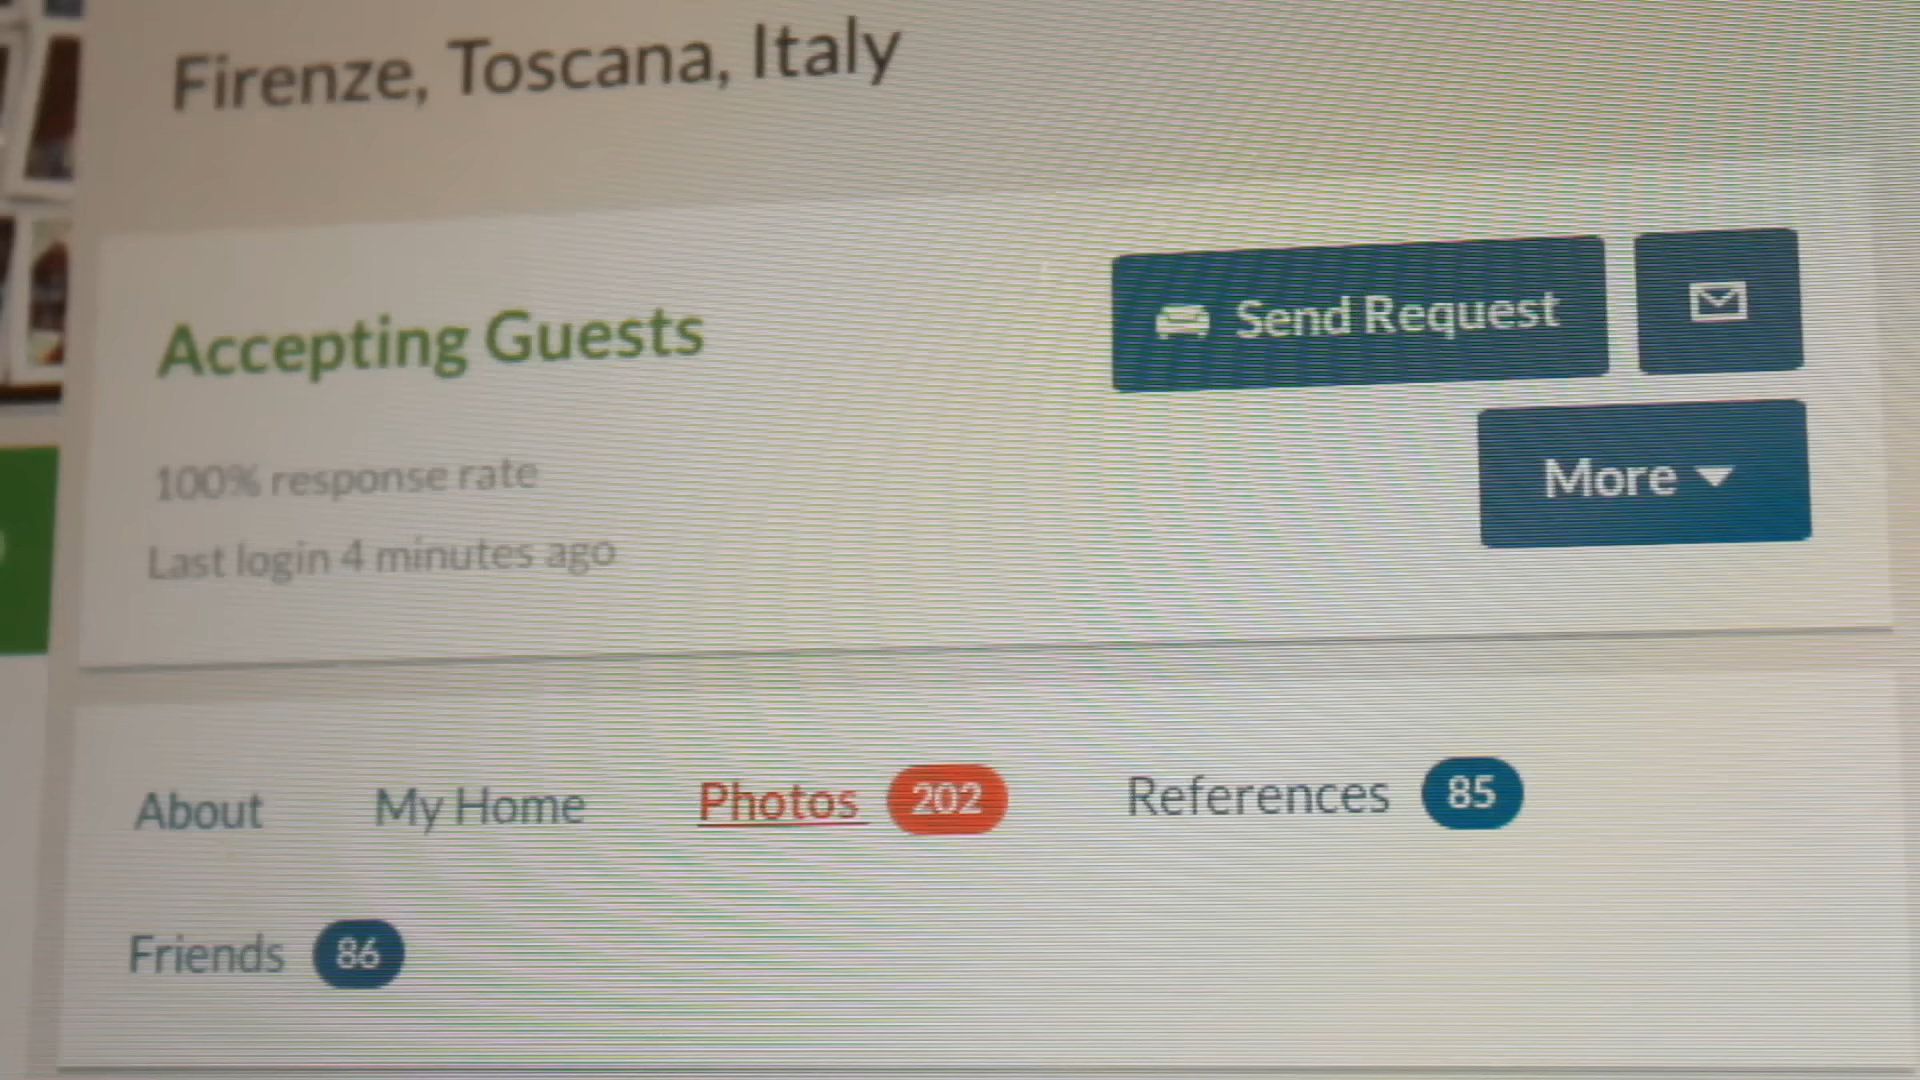 Firenze, Toscana, Italy
Accepting Guests
Send Request
100% response rate
More
Last login 4 minutes ago
About My Home Photos 202 References 85
Friends 86